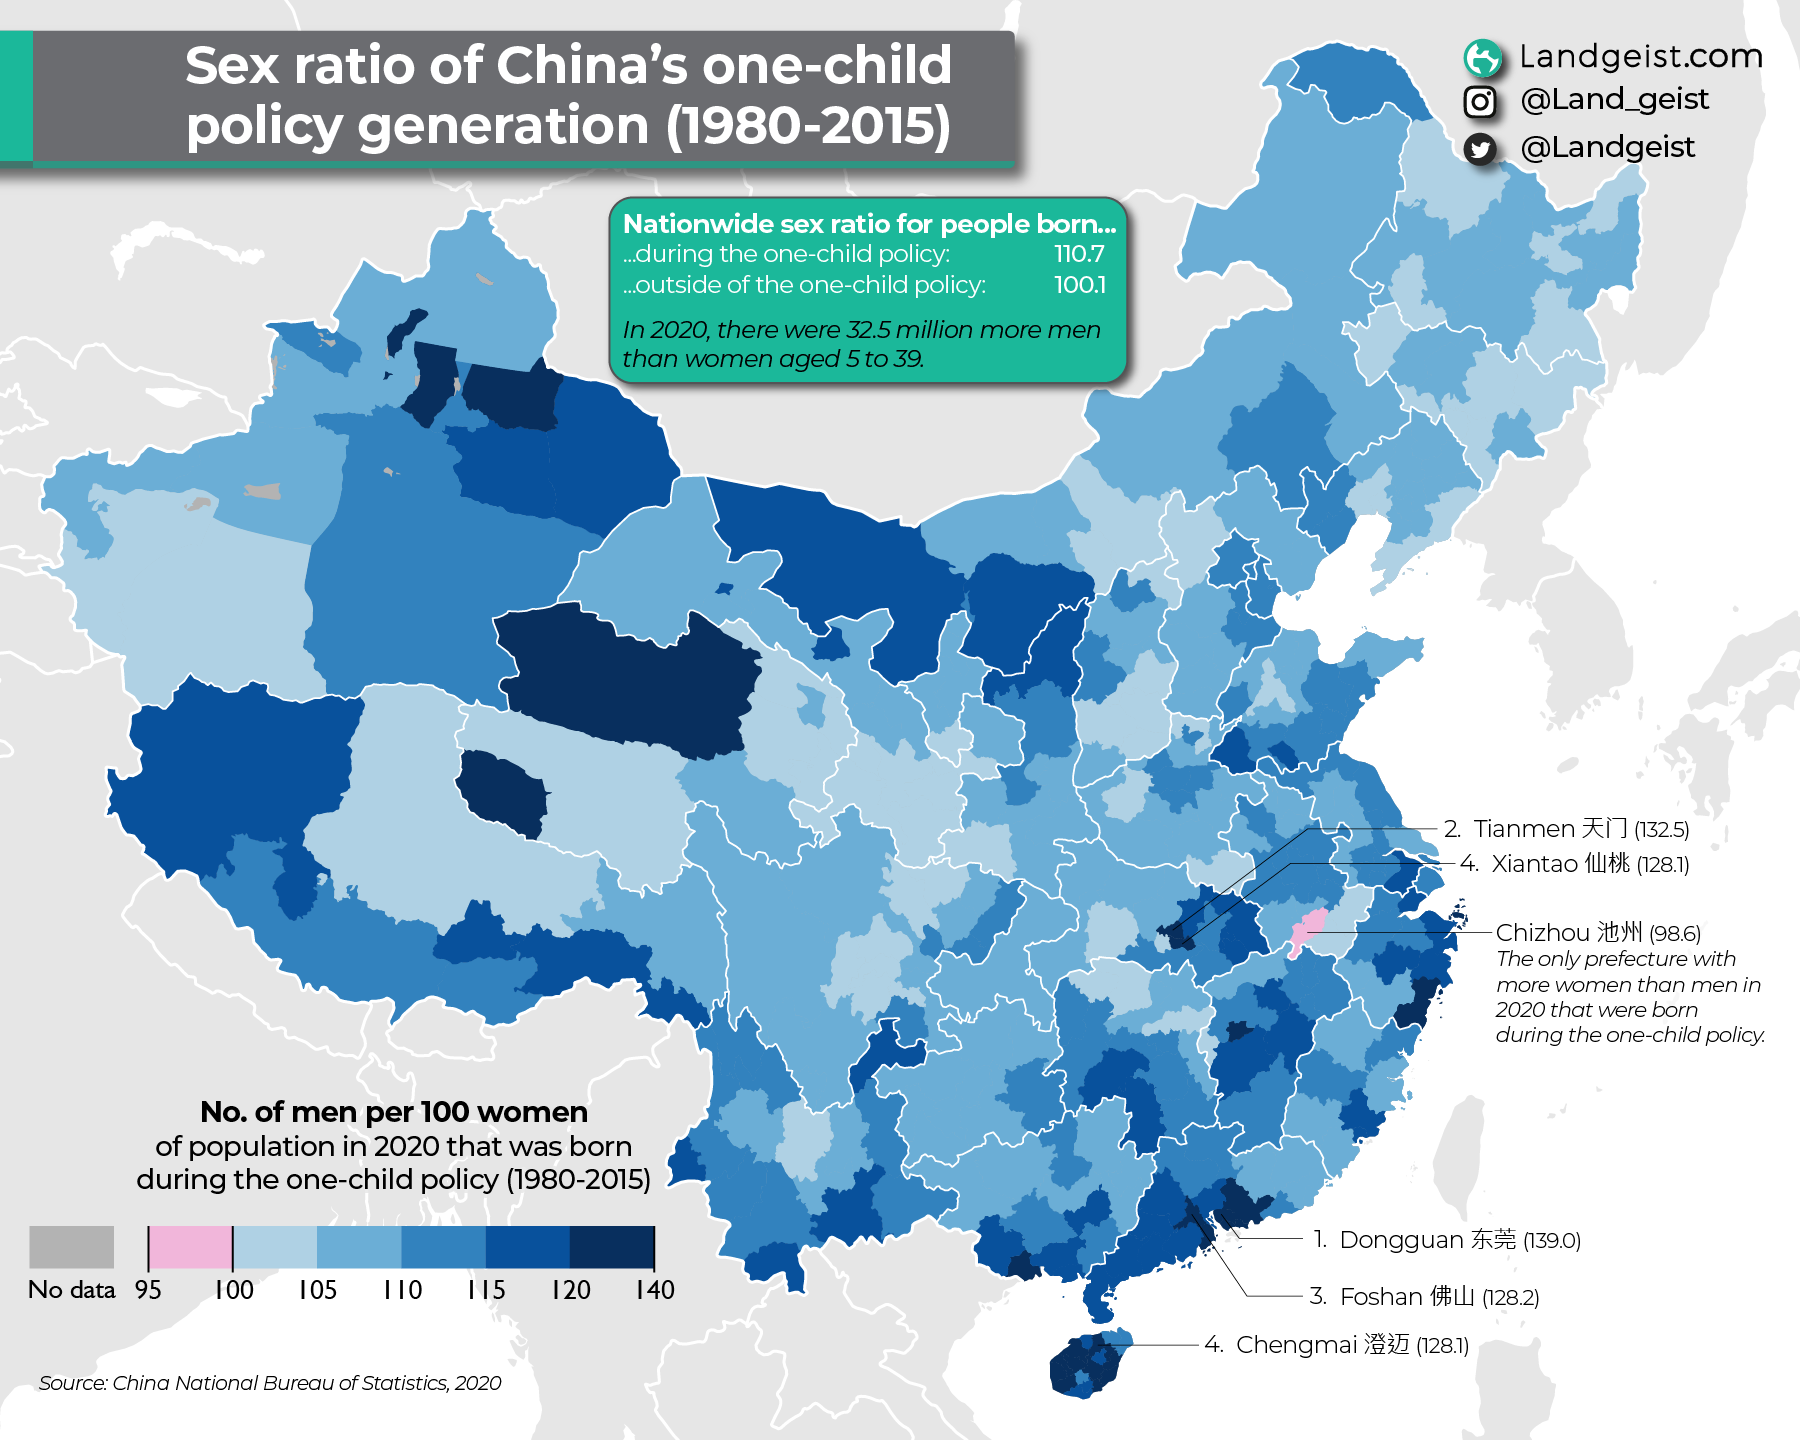 Sex ratio of China’s one-child
policy generation (1980-2015)
Landgeist.com
@Land_geist
@Landgeist
Nationwide sex ratio for people born...
...during the one-child policy: 110.7
...outside of the one-child policy: 100.1
In 2020, there were 32.5 million more men
than women aged 5 to 39.
2. Tianmen 天门 (132.5)
4. Xiantao 仙桃 (128.1)
Chizhou 池州 (98.6)
The only prefecture with
more women than men in
2020 that were born
during the one-child policy.
No. of men per 100 women
of population in 2020 that was born
during the one-child policy (1980-2015)
No data 95 100 105 110 115 120 140
1. Dongguan 东莞 (139.0)
3. Foshan 佛山 (128.2)
4. Chengmai 澄迈 (128.1)
Source: China National Bureau of Statistics, 2020